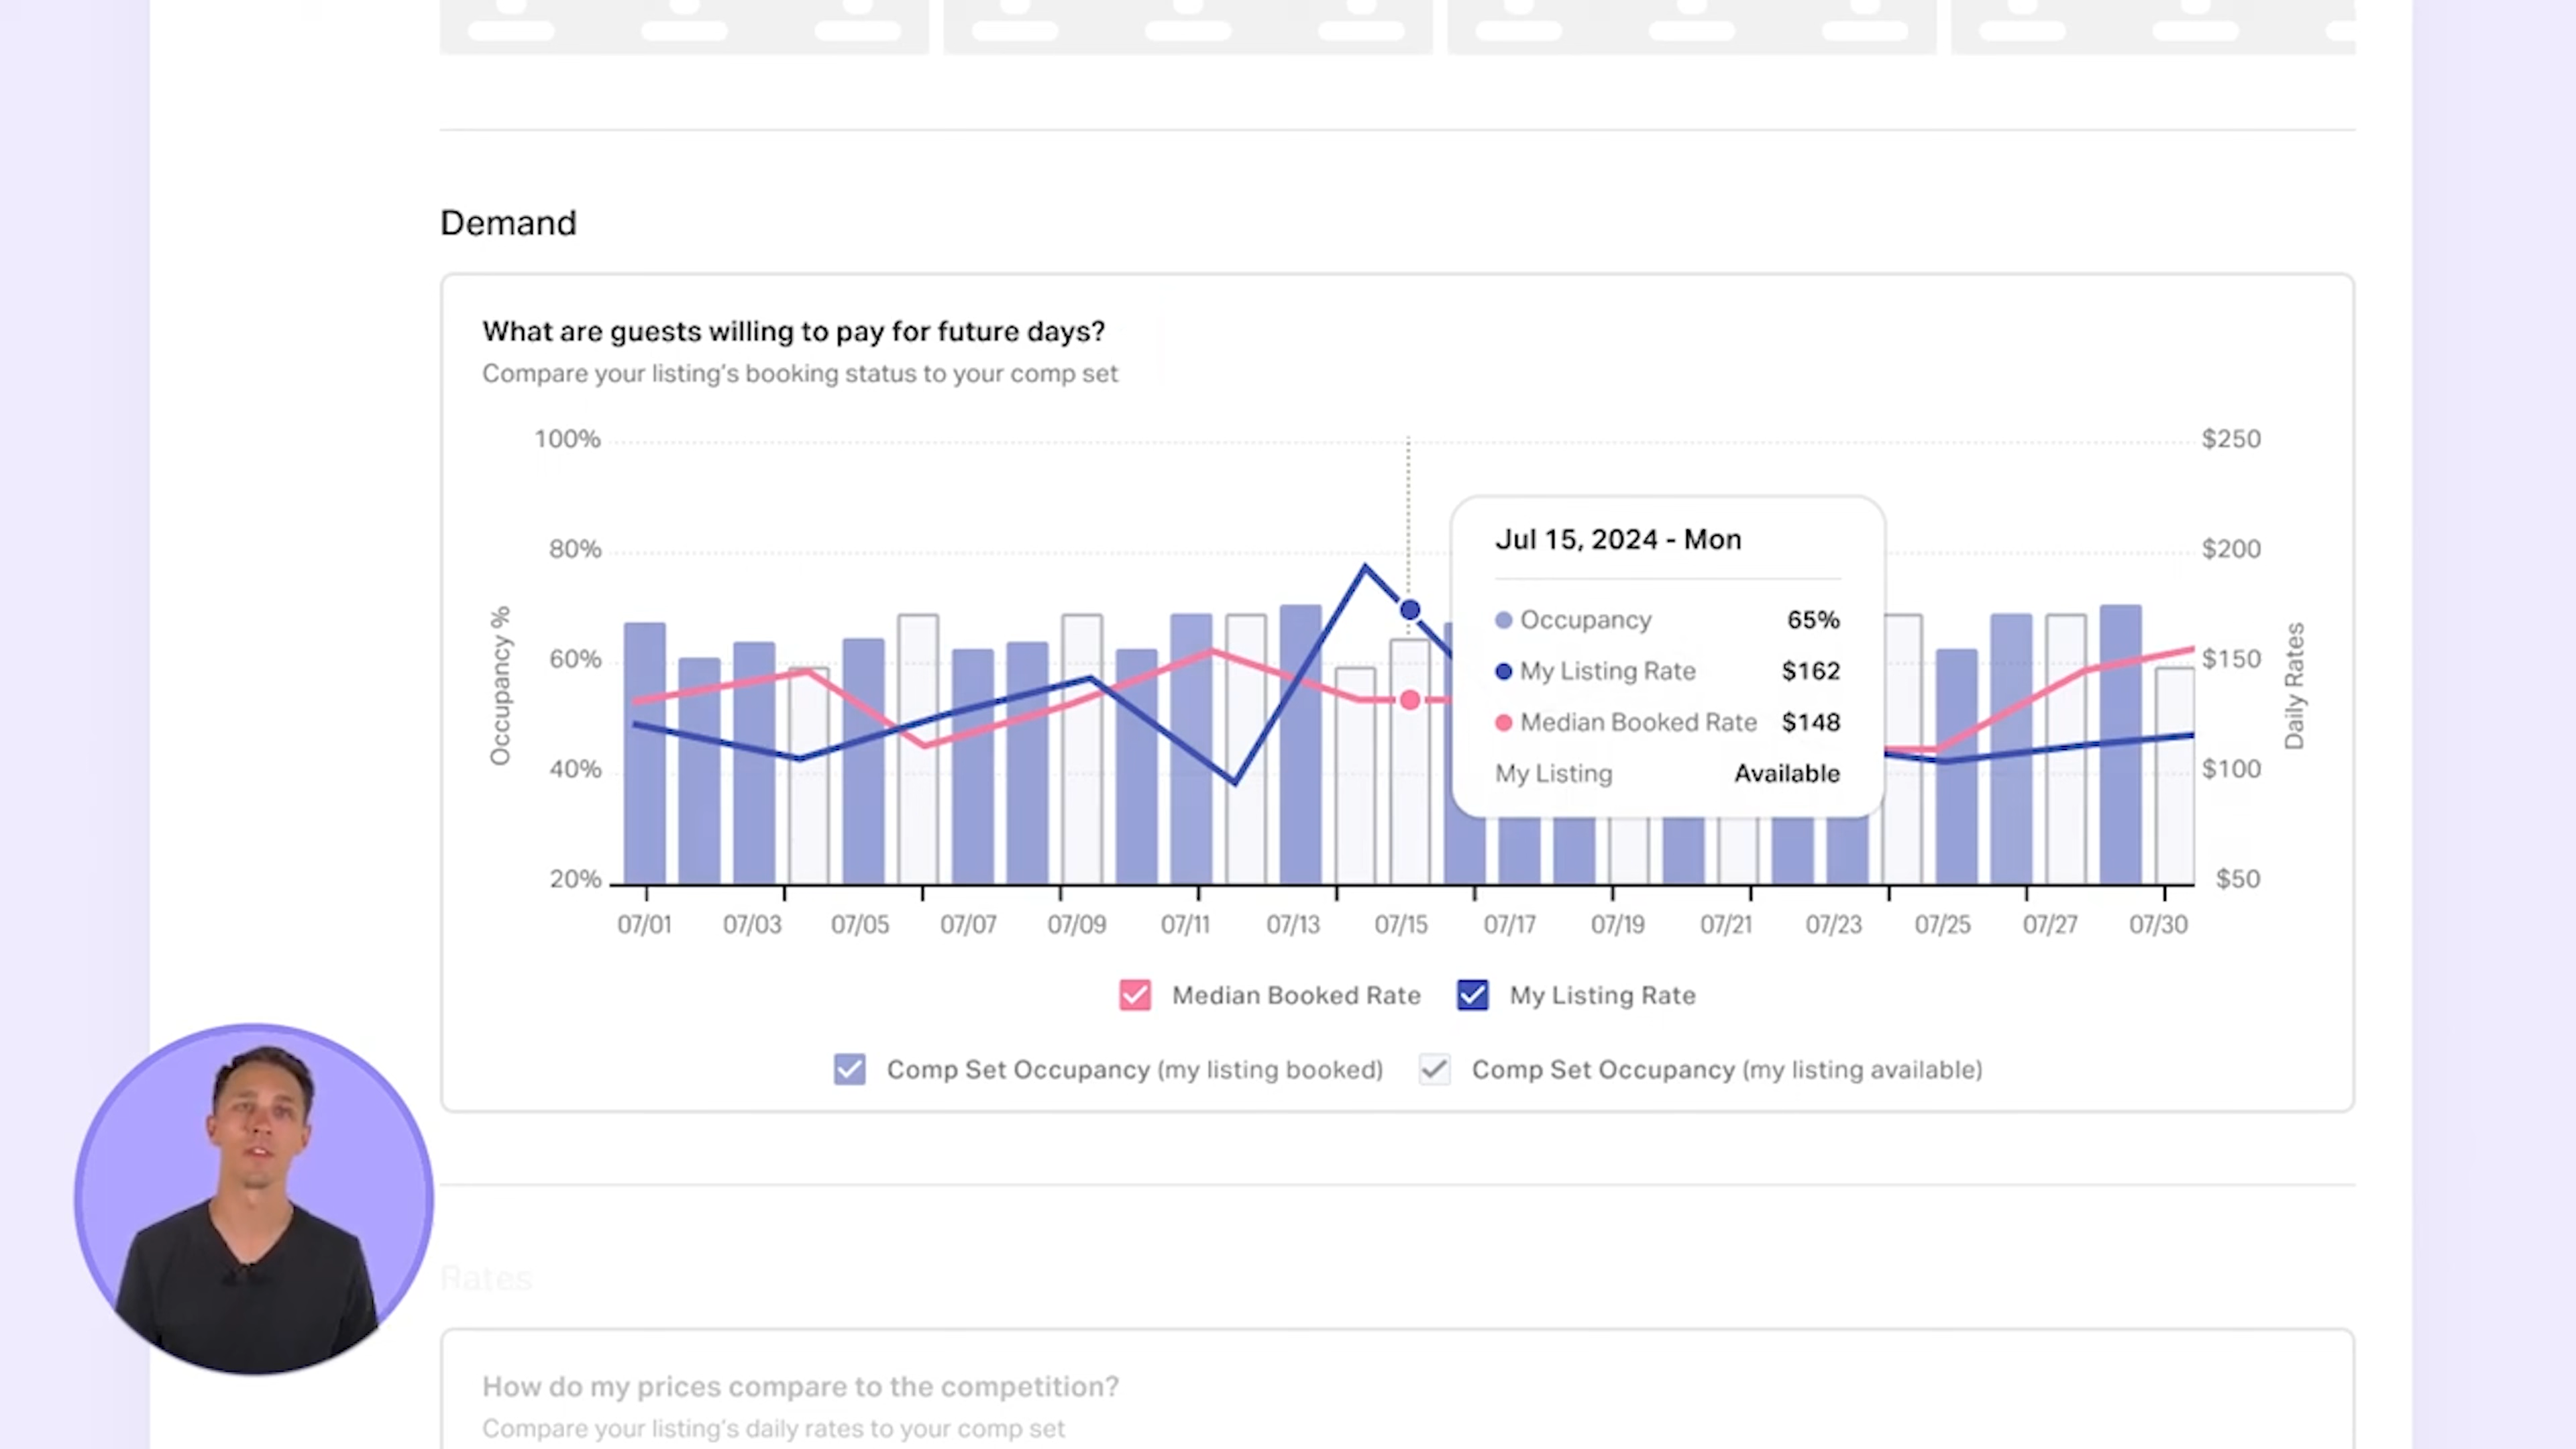 Demand
What are guests willing to pay for future days?
Compare your listing's booking status to your comp set
100%
$250
80%
$200
60%
$150
40%
$100
20%
$50
Occupancy %
Daily Rates
Jul 15, 2024 - Mon
Occupancy 65%
My Listing Rate $162
Median Booked Rate $148
My Listing Available
07/01 07/03 07/05 07/07 07/09 07/11 07/13 07/15 07/17 07/19 07/21 07/23 07/25 07/27 07/30
Median Booked Rate My Listing Rate
Comp Set Occupancy (my listing booked) Comp Set Occupancy (my listing available)
Rates
How do my prices compare to the competition?
Compare your listing's daily rates to your comp set